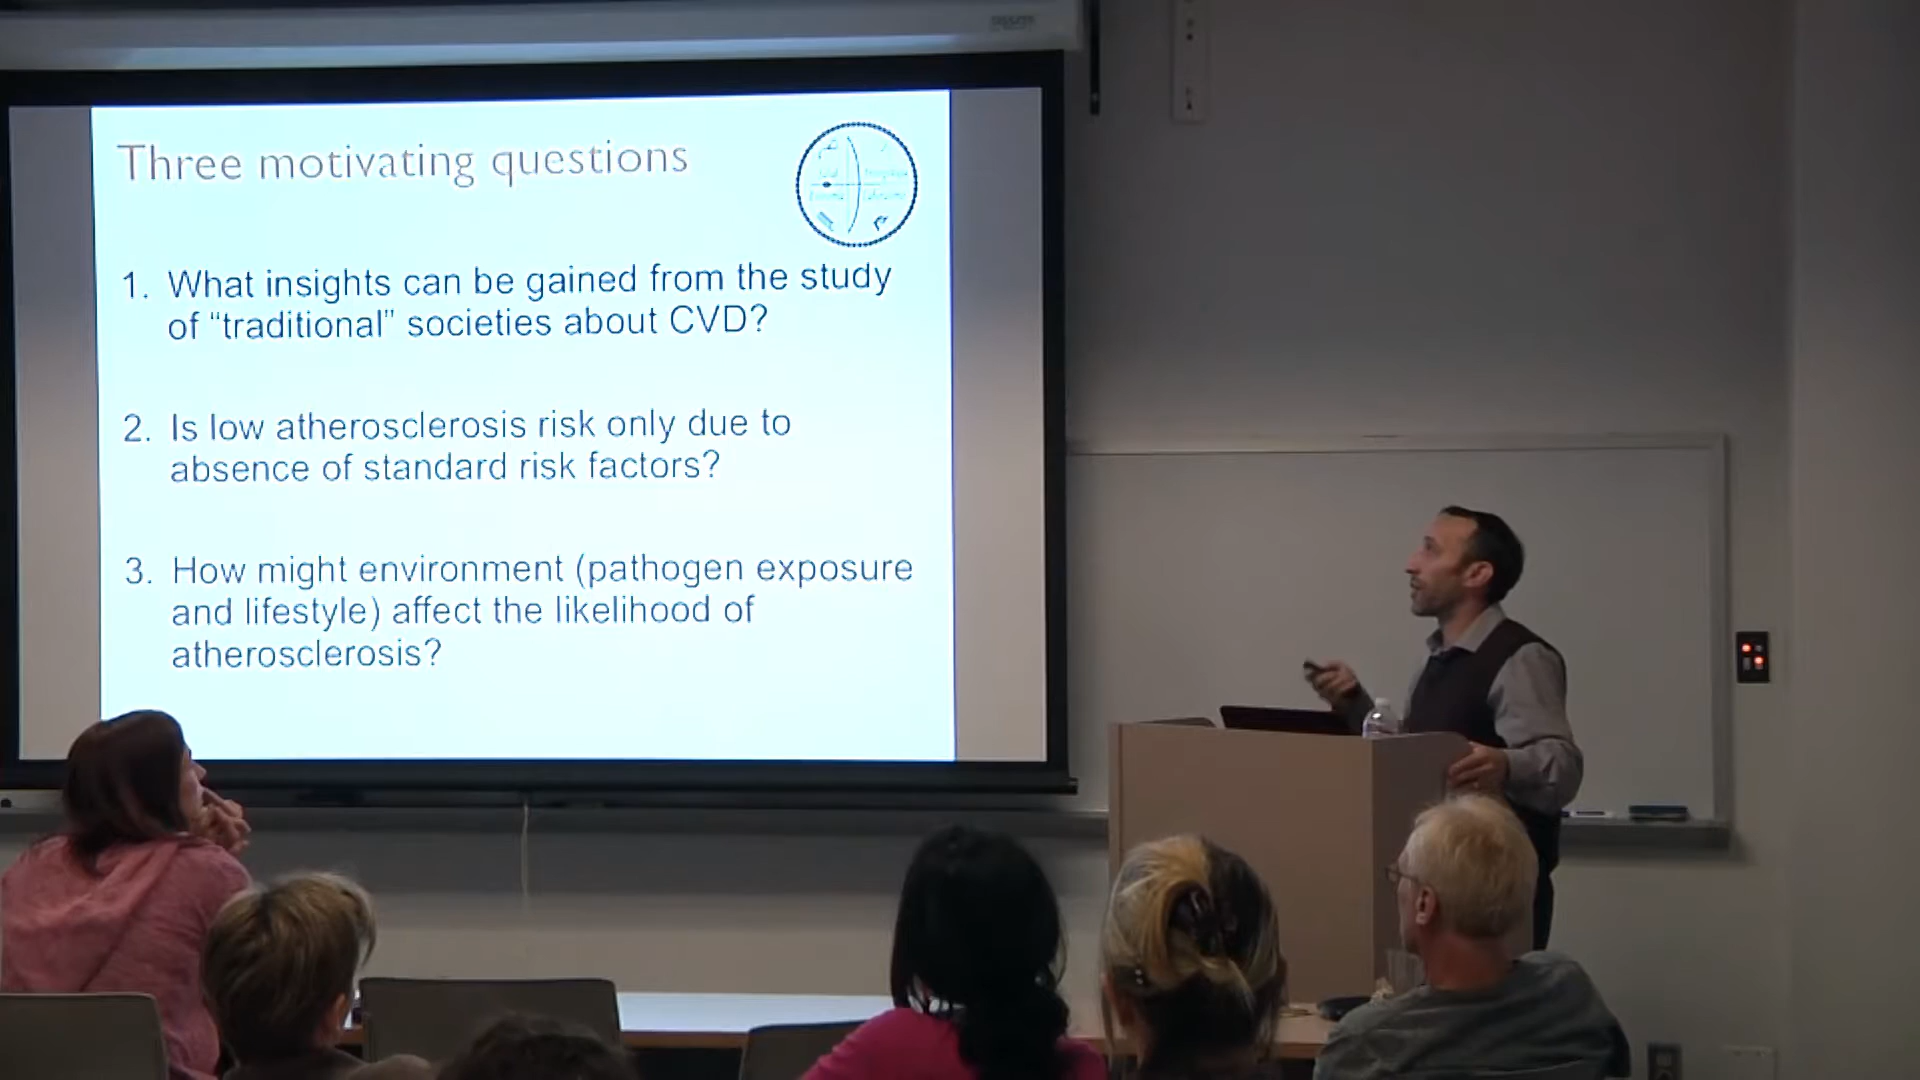 Three motivating questions
1. What insights can be gained from the study
of “traditional” societies about CVD?
2. Is low atherosclerosis risk only due to
absence of standard risk factors?
3. How might environment (pathogen exposure
and lifestyle) affect the likelihood of
atherosclerosis?